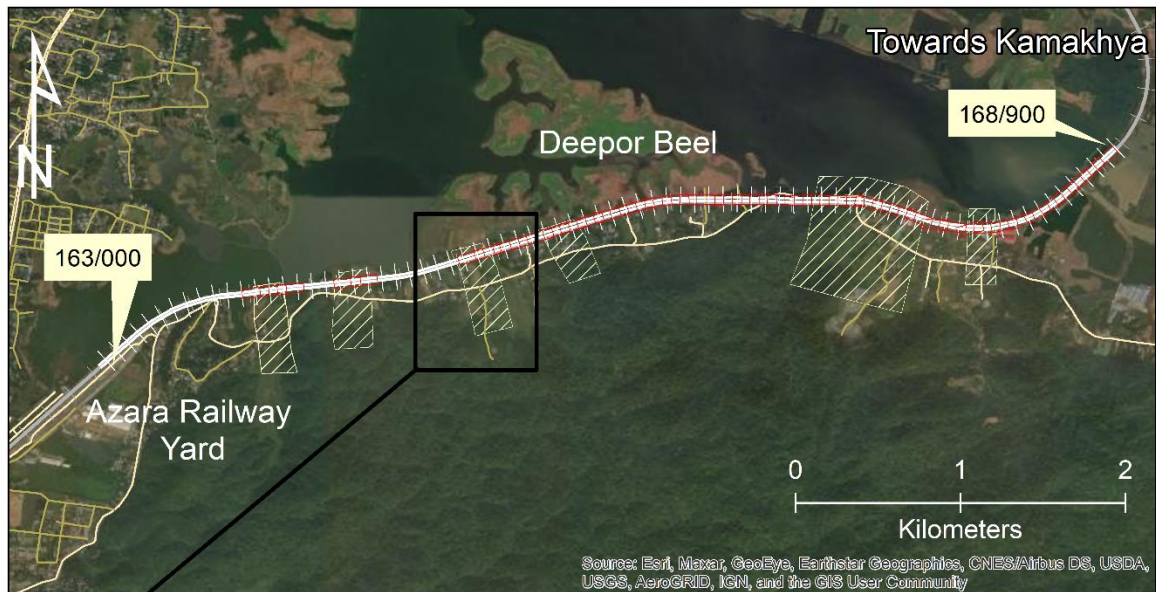 Towards Kamakhya
168/900
Deepor Beel
N
163/000
Azara Railway
Yard
0 1 2
Kilometers
Source: Esri, Maxar, GeoEye, Earthstar Geographics, CNES/Airbus DS, USDA,
USGS, AeroGRID, IGN, and the GIS User Community